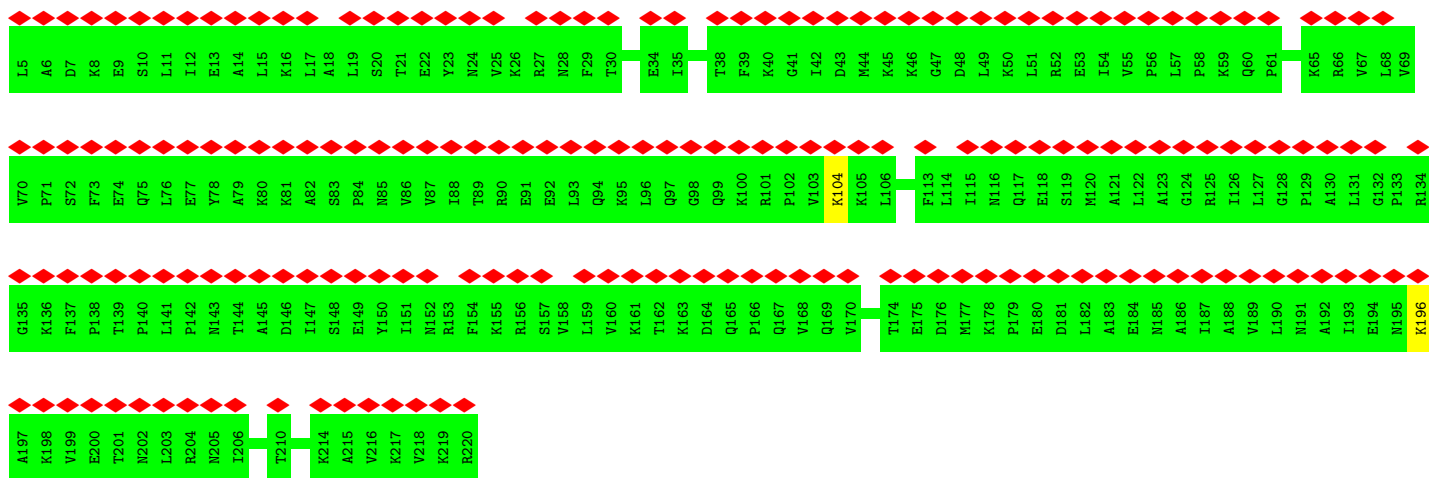 L5 A6 D7 K8 E9 S10 L11 I12 E13 A14 L15 K16 L17 A18 L19 S20 T21 E22 Y23 N24 V25 K26 R27 N28 F29 T30 E34 I35 T38 F39 K40 G41 I42 D43 M44 K45 K46 G47 D48 L49 K50 L51 R52 E53 I54 V55 P56 L57 P58 K59 Q60 P61 K65 R66 V67 L68 V69
V70 P71 S72 F73 E74 Q75 L76 E77 Y78 A79 K80 K81 A82 S83 P84 N85 V86 V87 I88 T89 R90 E91 E92 L93 Q94 K95 L96 Q97 G98 Q99 K100 R101 P102 V103 K104 K105 L106 F113 L114 I115 N116 Q117 E118 S119 M120 A121 L122 A123 G124 R125 I126 L127 G128 P129 A130 L131 G132 P133 R134
G135 K136 F137 P138 T139 P140 L141 P142 N143 T144 A145 D146 I147 S148 E149 Y150 I151 N152 R153 F154 K155 R156 S157 V158 L159 V160 K161 T162 K163 D164 Q165 P166 Q167 V168 Q169 V170 T174 E175 D176 M177 K178 P179 E180 D181 L182 A183 E184 N185 A186 I187 A188 V189 L190 N191 A192 I193 E194 N195 K196
A197 K198 V199 E200 T201 N202 L203 R204 N205 I206 T210 K214 A215 V216 K217 V218 K219 R220